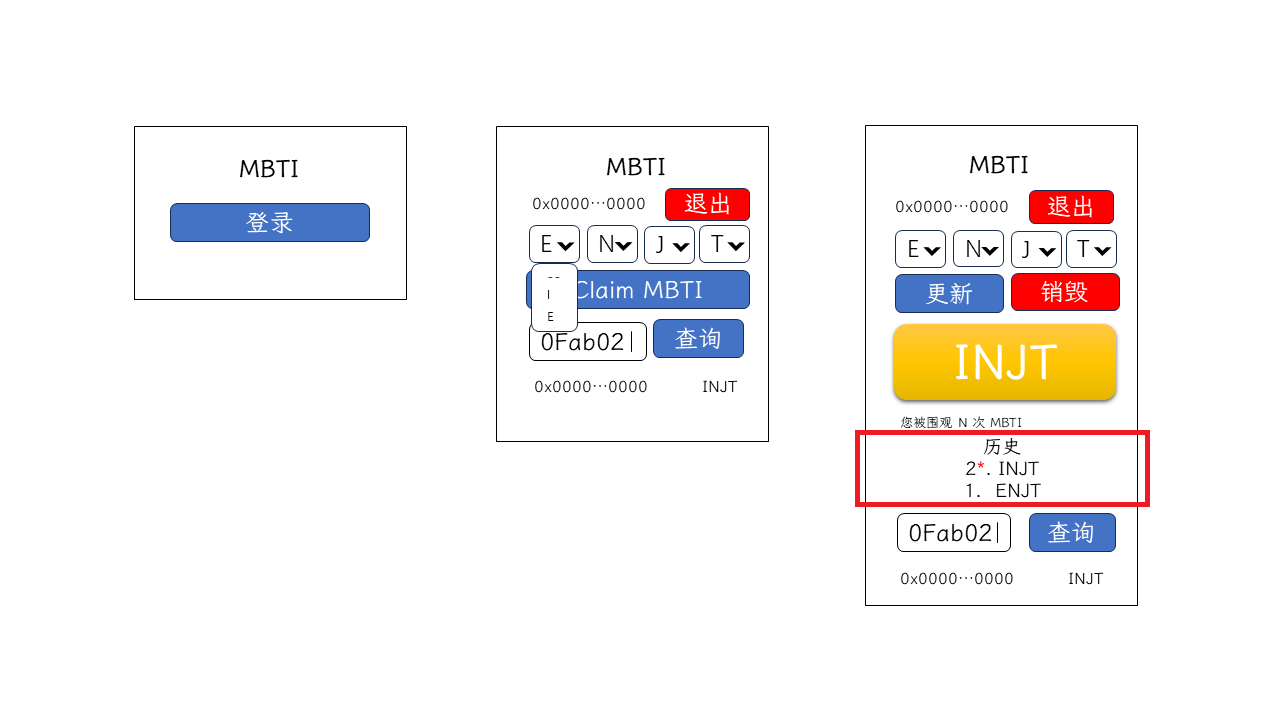 MBTI
登录
MBTI
0x0000…0000 退出
E N J T
--
I
E
Claim MBTI
0Fab02 查询
0x0000…0000 INJT
MBTI
0x0000…0000 退出
E N J T
更新 销毁
INJT
您被围观 N 次 MBTI
历史
2*. INJT
1. ENJT
0Fab02 查询
0x0000…0000 INJT